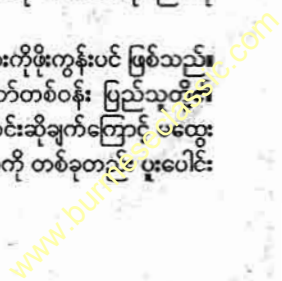 းကိုဖိုးကွန်းပင် ဖြစ်သည်။
တ်တစ်ဝန်း ပြည်သူတို့၏
င်းဆိုချက်ကြောင့်
ကို တစ်ခုတည်း ပူးပေါင်း
www.burmeseclassic.com